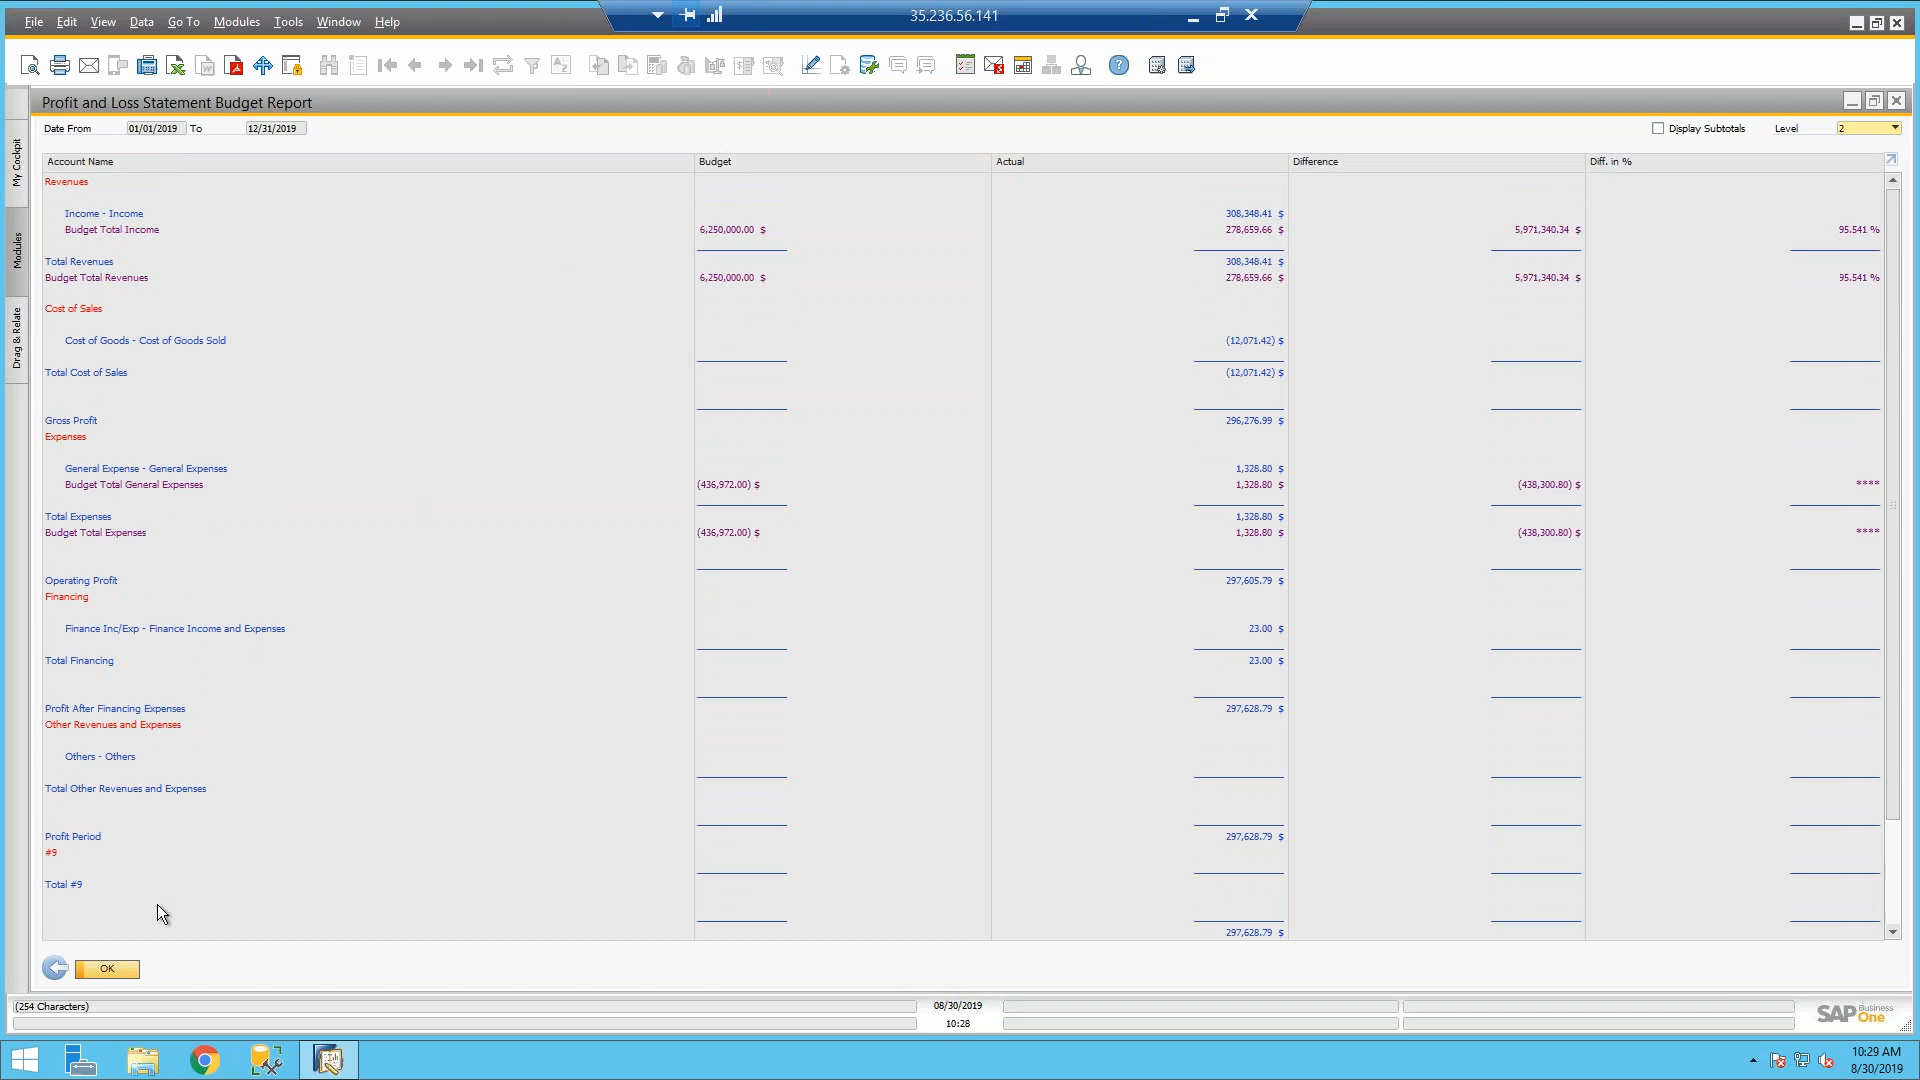 File Edit View Data Go To Modules Tools Window Help
35.236.56.141
Profit and Loss Statement Budget Report
Date From 01/01/2019 To 12/31/2019 Display Subtotals Level 2
My Cockpit
Modules
Drag & Relate
Account Name Budget Actual Difference Diff. in %
Revenues
Income - Income 308,348.41 $
Budget Total Income 6,250,000.00 $ 278,659.66 $ 5,971,340.34 $ 95.541 %
Total Revenues 308,348.41 $
Budget Total Revenues 6,250,000.00 $ 278,659.66 $ 5,971,340.34 $ 95.541 %
Cost of Sales
Cost of Goods - Cost of Goods Sold (12,071.42) $
Total Cost of Sales (12,071.42) $
Gross Profit 296,276.99 $
Expenses
General Expense - General Expenses 1,328.80 $
Budget Total General Expenses (436,972.00) $ 1,328.80 $ (438,300.80) $ ****
Total Expenses 1,328.80 $
Budget Total Expenses (436,972.00) $ 1,328.80 $ (438,300.80) $ ****
Operating Profit 297,605.79 $
Financing
Finance Inc/Exp - Finance Income and Expenses 23.00 $
Total Financing 23.00 $
Profit After Financing Expenses 297,628.79 $
Other Revenues and Expenses
Others - Others
Total Other Revenues and Expenses
Profit Period 297,628.79 $
#9
Total #9
297,628.79 $
OK
(254 Characters) 08/30/2019
10:28
SAP Business One
10:29 AM
8/30/2019